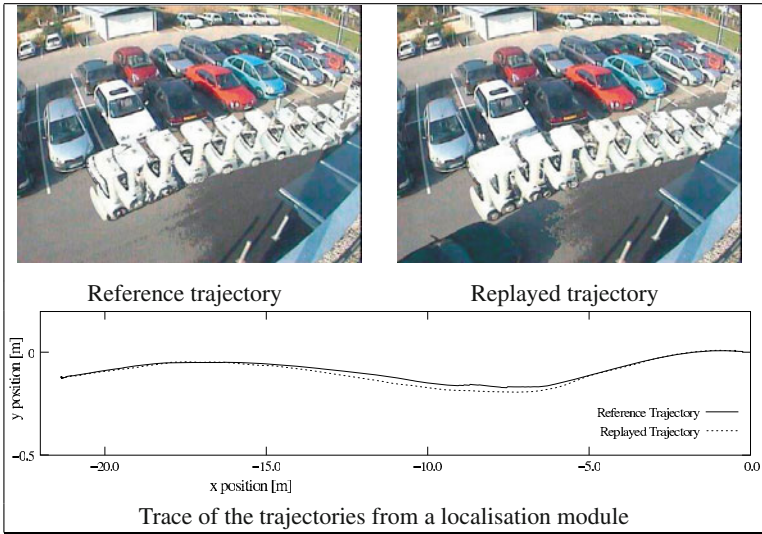 Reference trajectory
Replayed trajectory
0
−0.5
y position [m]
Reference Trajectory
Replayed Trajectory
−20.0
−15.0
−10.0
−5.0
0.0
x position [m]
Trace of the trajectories from a localisation module